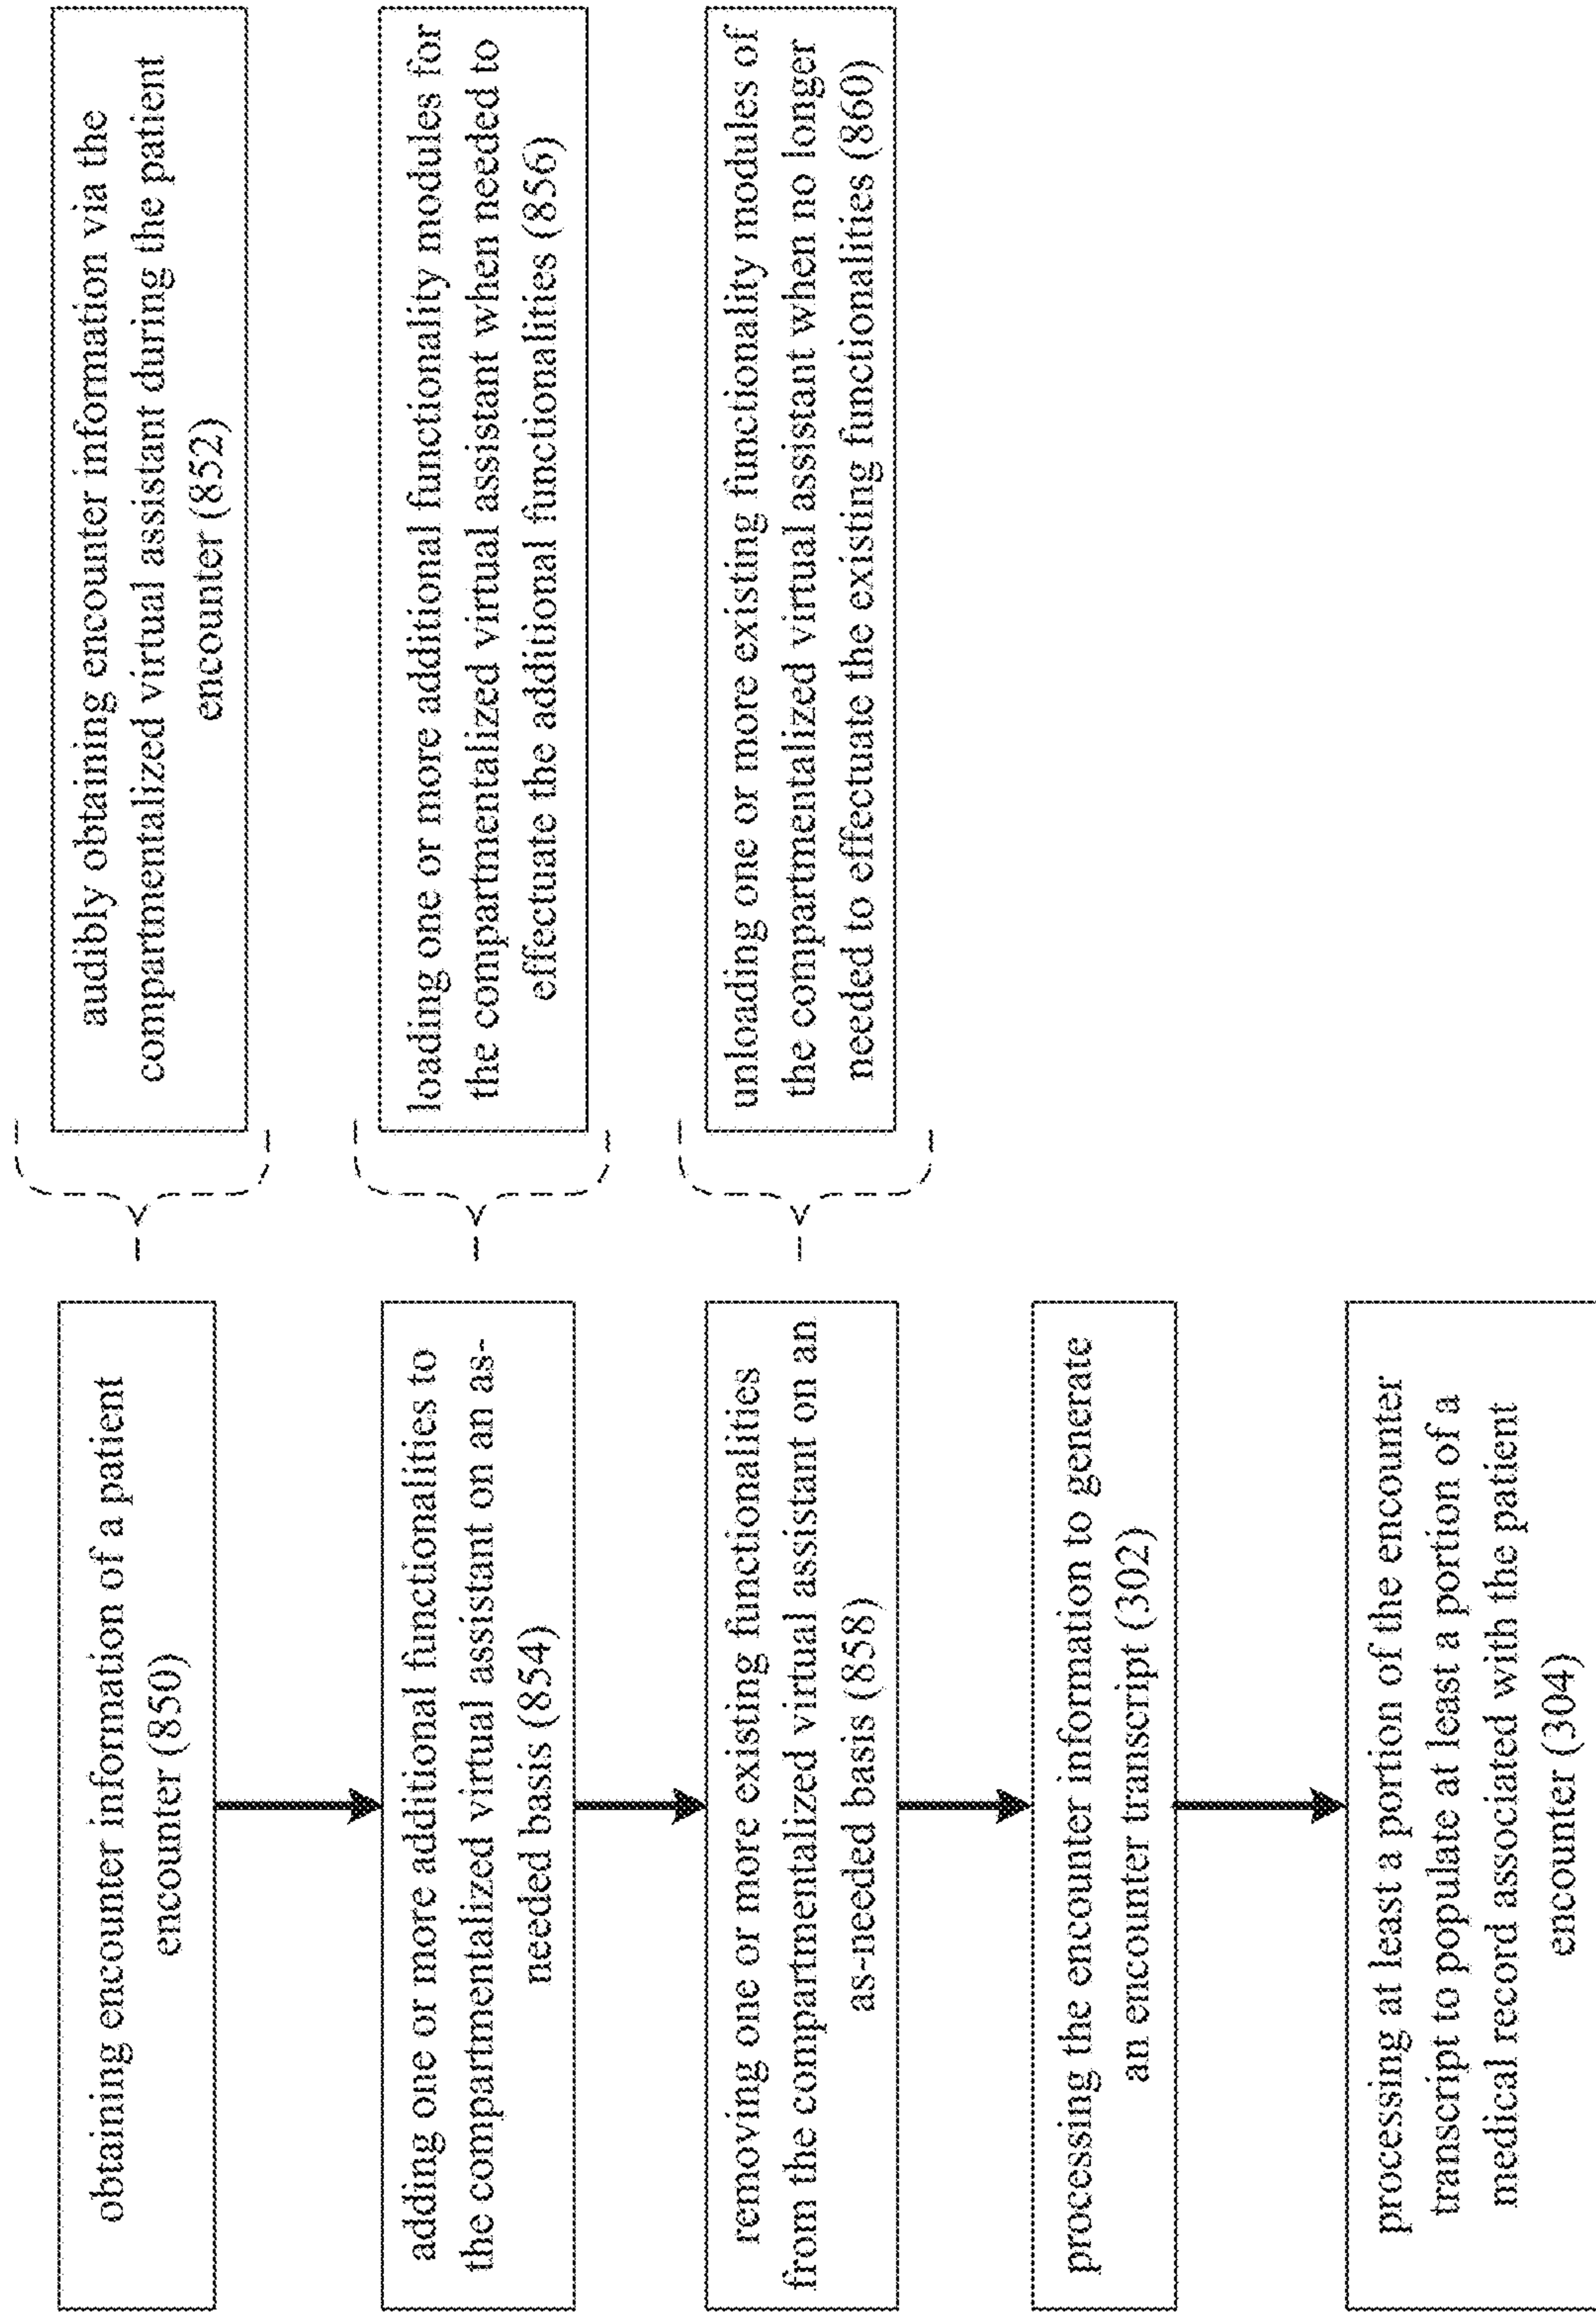 obtaining encounter information of a patient
encounter (850)
audibly obtaining encounter information via the
compartmentalized virtual assistant during the patient
encounter (852)
adding one or more additional functionalities to
the compartmentalized virtual assistant on an as-
needed basis (854)
loading one or more additional functionality modules for
the compartmentalized virtual assistant when needed to
effectuate the additional functionalities (856)
removing one or more existing functionalities
from the compartmentalized virtual assistant on an
as-needed basis (858)
unloading one or more existing functionality modules of
the compartmentalized virtual assistant when no longer
needed to effectuate the existing functionalities (860)
processing the encounter information to generate
an encounter transcript (302)
processing at least a portion of the encounter
transcript to populate at least a portion of a
medical record associated with the patient
encounter (304)